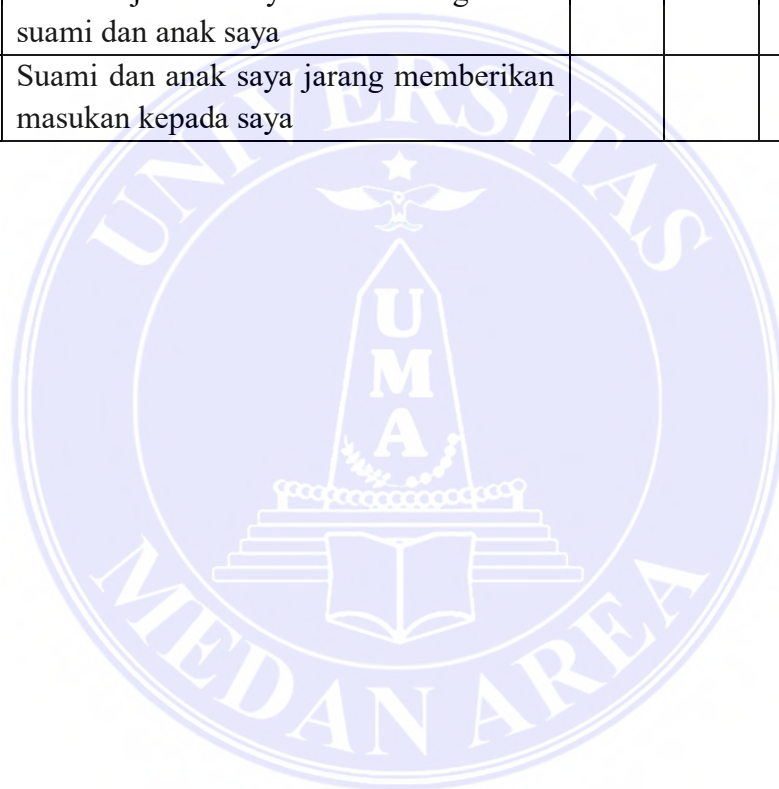 suami dan anak saya
Suami dan anak saya jarang memberikan
masukan kepada saya
UNIVERSITAS
U
M
A
MEDAN AREA